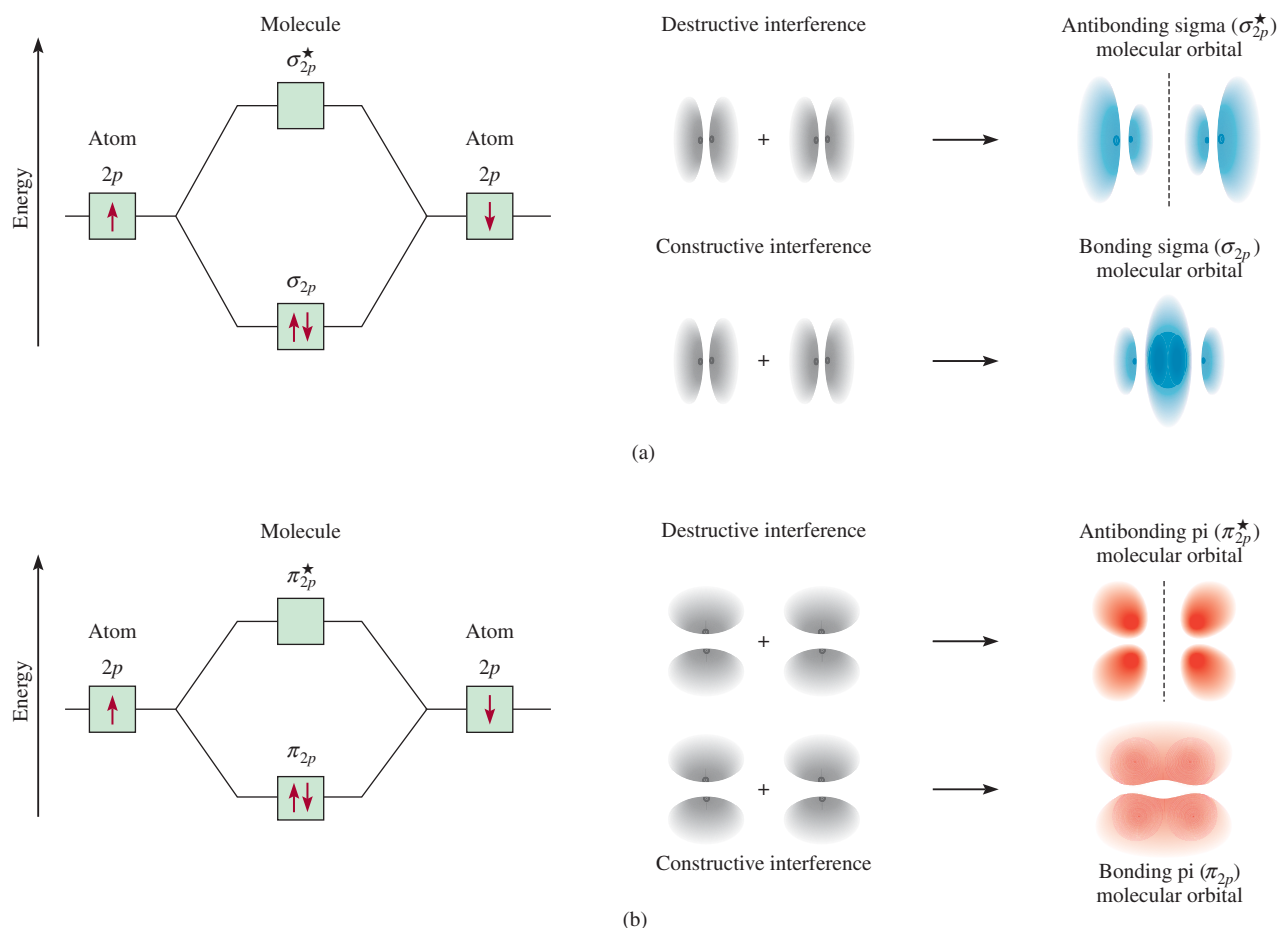 Molecule
σ★2p
Atom
2p
Atom
2p
σ2p
Energy
Destructive interference
+
Antibonding sigma (σ★2p)
molecular orbital
Constructive interference
+
Bonding sigma (σ2p)
molecular orbital
(a)
Molecule
π★2p
Atom
2p
Atom
2p
π2p
Energy
Destructive interference
+
Antibonding pi (π★2p)
molecular orbital
+
Constructive interference
Bonding pi (π2p)
molecular orbital
(b)